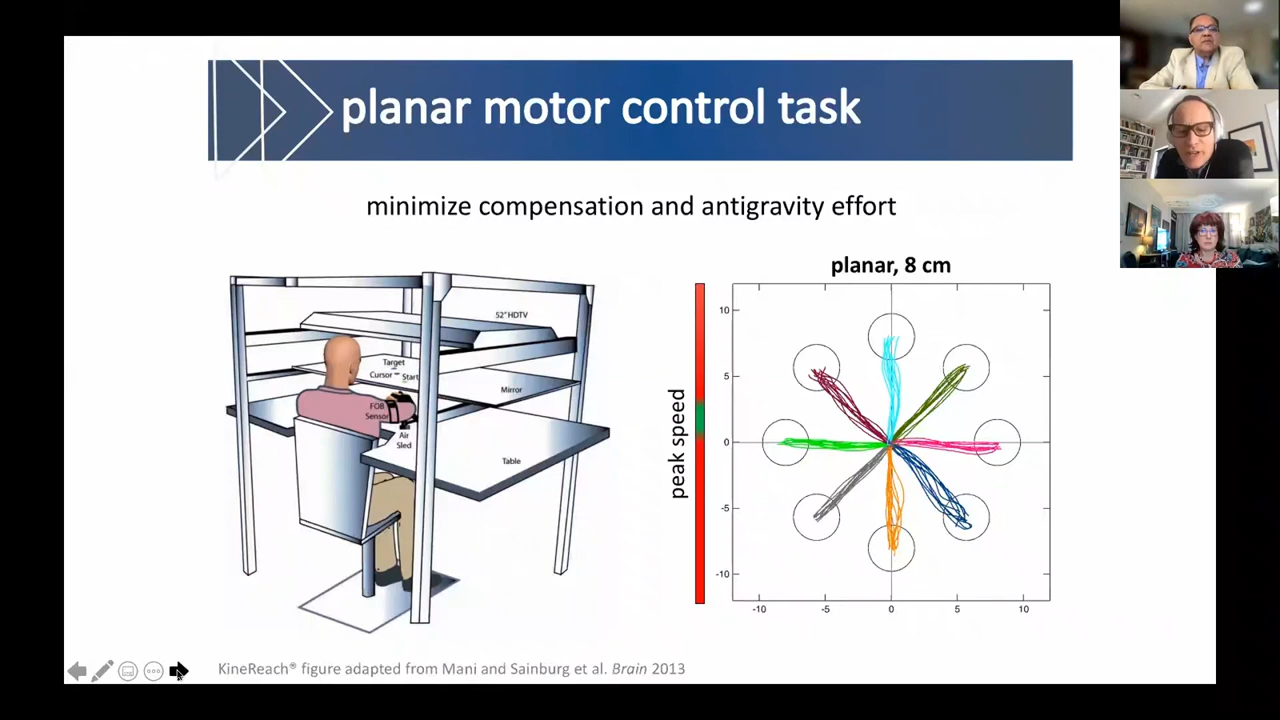 planar motor control task
minimize compensation and antigravity effort
52" HDTV
Target
Cursor
Start
Mirror
FOB
Sensor
Air
Sled
Table
planar, 8 cm
peak speed
10
5
0
-5
-10
-10
-5
0
5
10
KineReach® figure adapted from Mani and Sainburg et al. Brain 2013